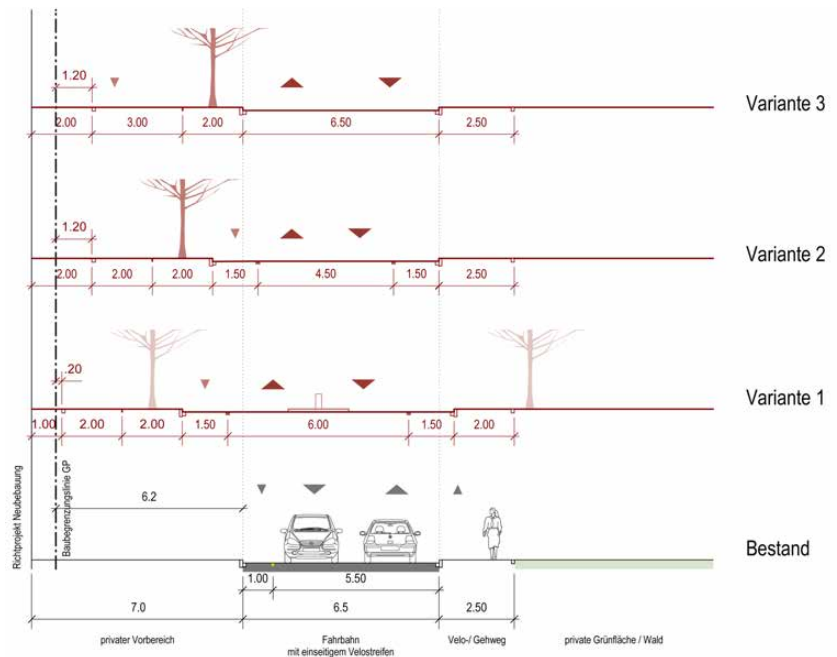 1.20
Variante 3
2.00 3.00 2.00 6.50 2.50
1.20
Variante 2
2.00 2.00 2.00 1.50 4.50 1.50 2.50
.20
Variante 1
1.00 2.00 2.00 1.50 6.00 1.50 2.00
Richtprojekt Neubebauung
Baubegrenzungslinie GP
6.2
Bestand
1.00 5.50
7.0 6.5 2.50
privater Vorbereich Fahrbahn Velo-/ Gehweg private Grünfläche / Wald
mit einseitigem Velostreifen